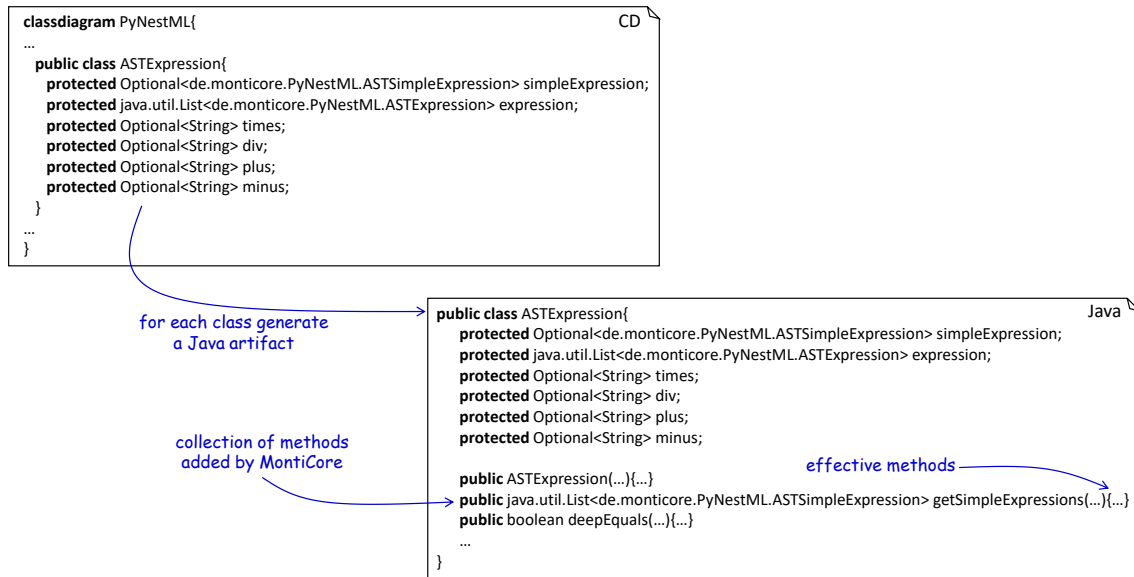 classdiagram PyNestML{
CD
...
public class ASTExpression{
protected Optional<de.monticore.PyNestML.ASTSimpleExpression> simpleExpression;
protected java.util.List<de.monticore.PyNestML.ASTExpression> expression;
protected Optional<String> times;
protected Optional<String> div;
protected Optional<String> plus;
protected Optional<String> minus;
}
...
}
for each class generate
a Java artifact
public class ASTExpression{
Java
protected Optional<de.monticore.PyNestML.ASTSimpleExpression> simpleExpression;
protected java.util.List<de.monticore.PyNestML.ASTExpression> expression;
protected Optional<String> times;
protected Optional<String> div;
protected Optional<String> plus;
protected Optional<String> minus;
collection of methods
added by MontiCore
effective methods
public ASTExpression(...){...}
public java.util.List<de.monticore.PyNestML.ASTSimpleExpression> getSimpleExpressions(...){...}
public boolean deepEquals(...){...}
...
}